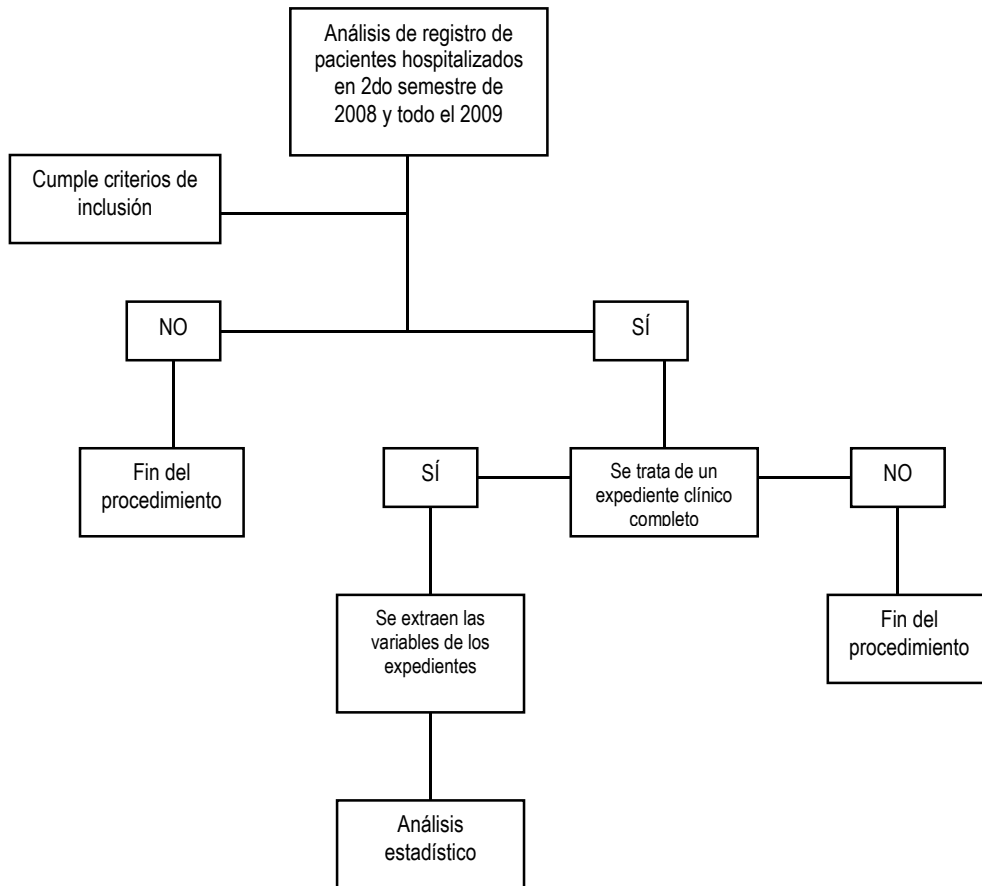 Análisis de registro de
pacientes hospitalizados
en 2do semestre de
2008 y todo el 2009
Cumple criterios de
inclusión
NO
SÍ
Fin del
procedimiento
SÍ
Se trata de un
expediente clínico
completo
NO
Se extraen las
variables de los
expedientes
Fin del
procedimiento
Análisis
estadístico